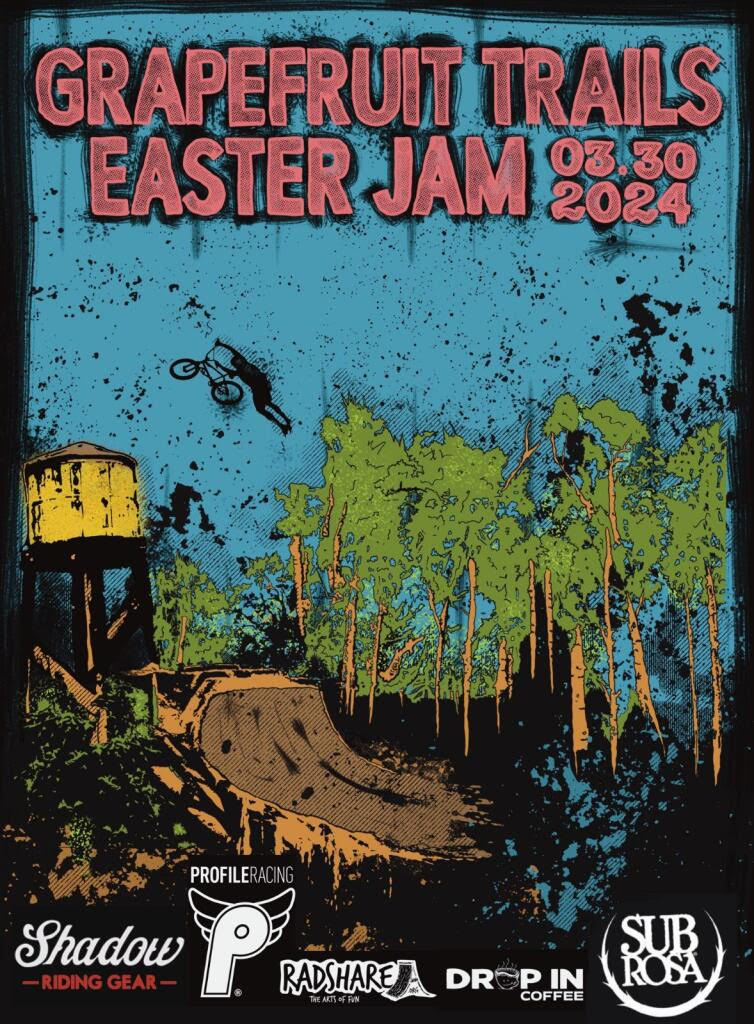 GRAPEFRUIT TRAILS
EASTER JAM 03.30
2024
PROFILERACING
P
®
Shadow
RIDING GEAR
RADSHARE
.ORG
THE ARTS OF FUN
DROP IN
COFFEE
SUB
ROSA